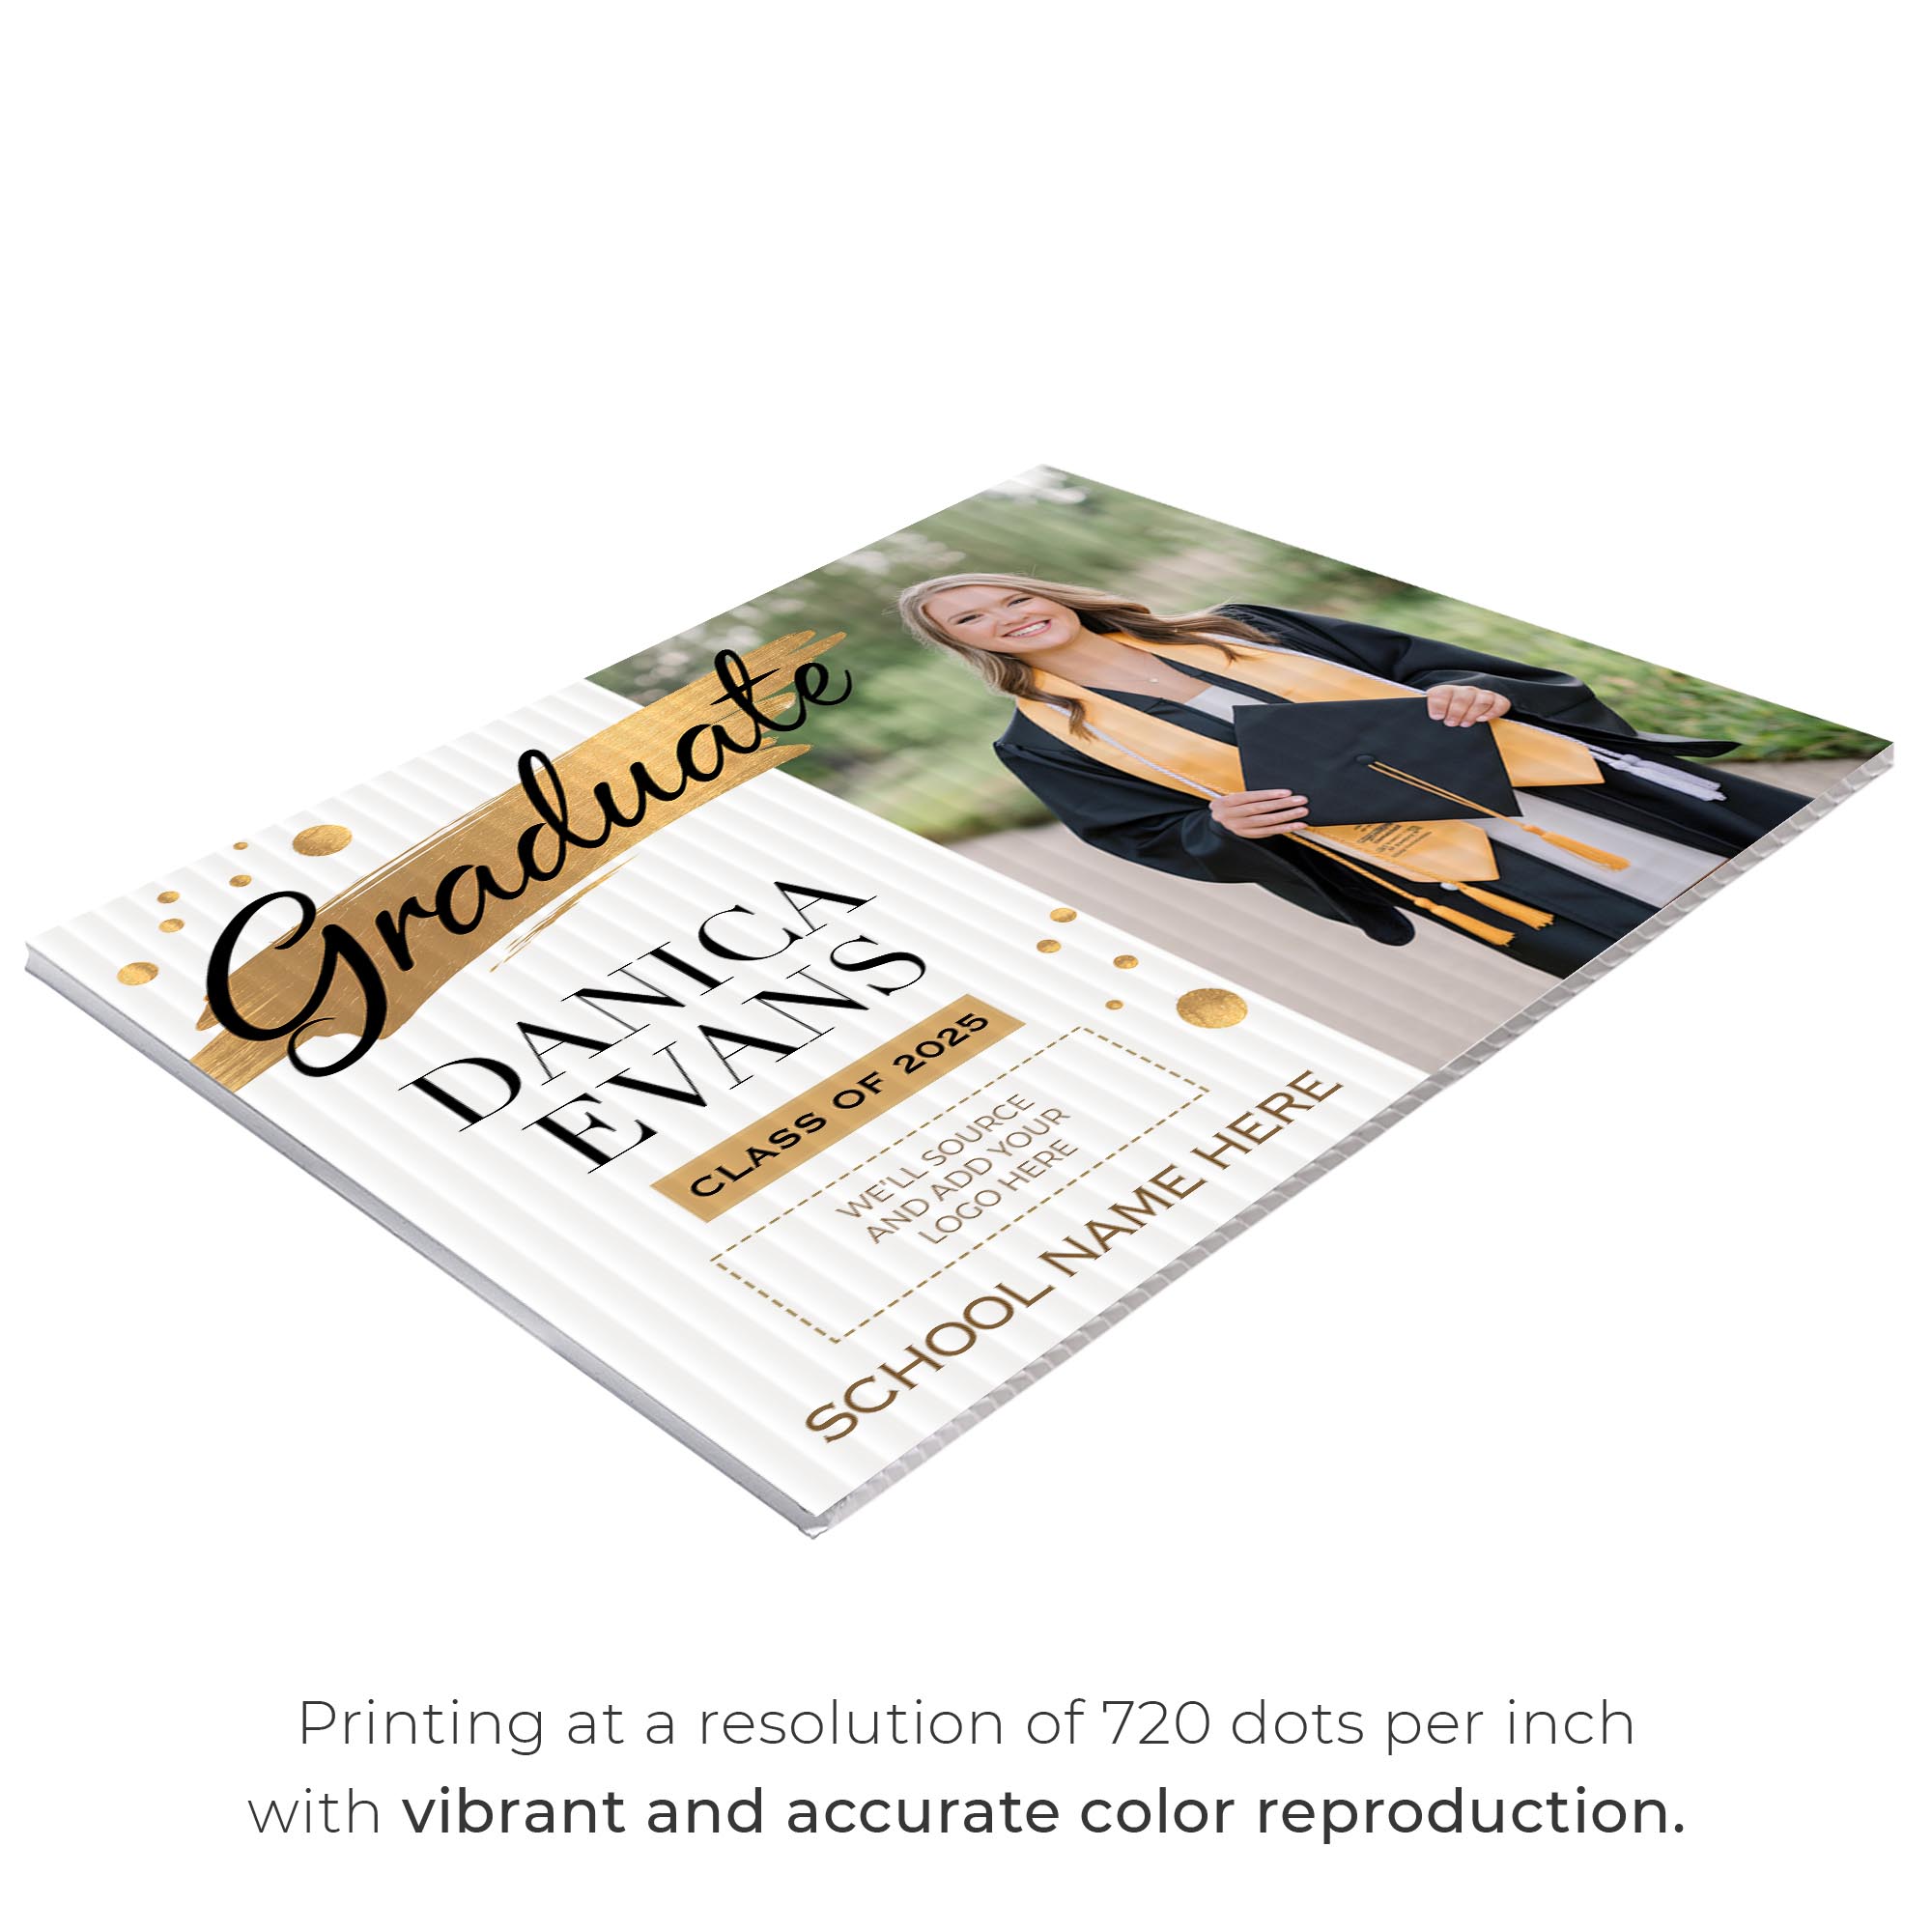 Graduate
DANICA
EVANS
CLASS OF 2025
WE'LL SOURCE
AND ADD YOUR
LOGO HERE
SCHOOL NAME HERE
Printing at a resolution of 720 dots per inch
with vibrant and accurate color reproduction.